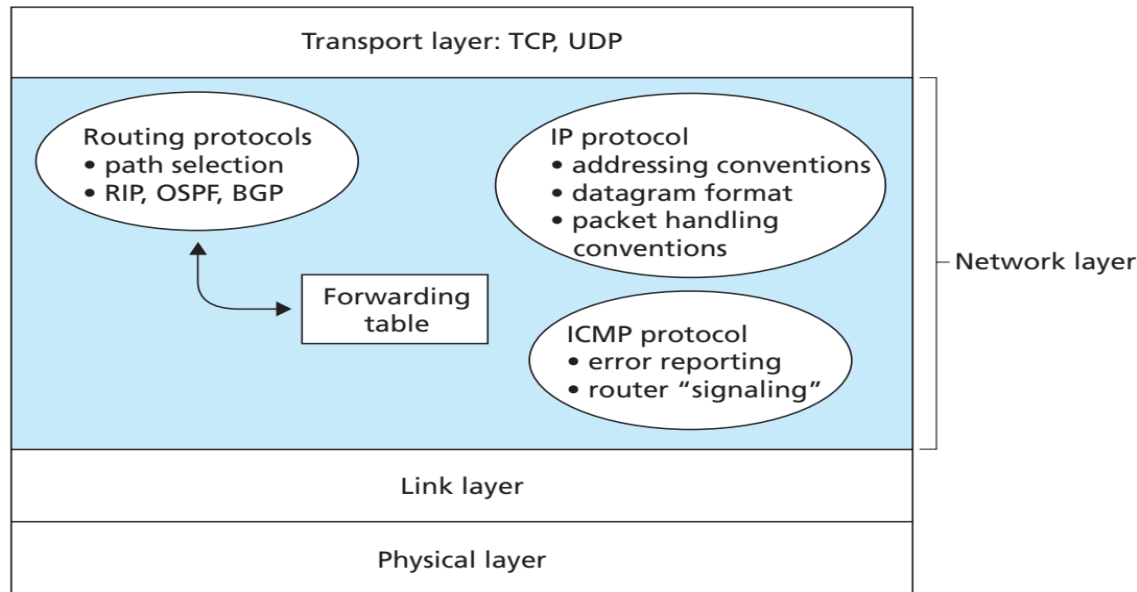 Transport layer: TCP, UDP
Routing protocols
• path selection
• RIP, OSPF, BGP
IP protocol
• addressing conventions
• datagram format
• packet handling
conventions
Network layer
Forwarding
table
ICMP protocol
• error reporting
• router “signaling”
Link layer
Physical layer